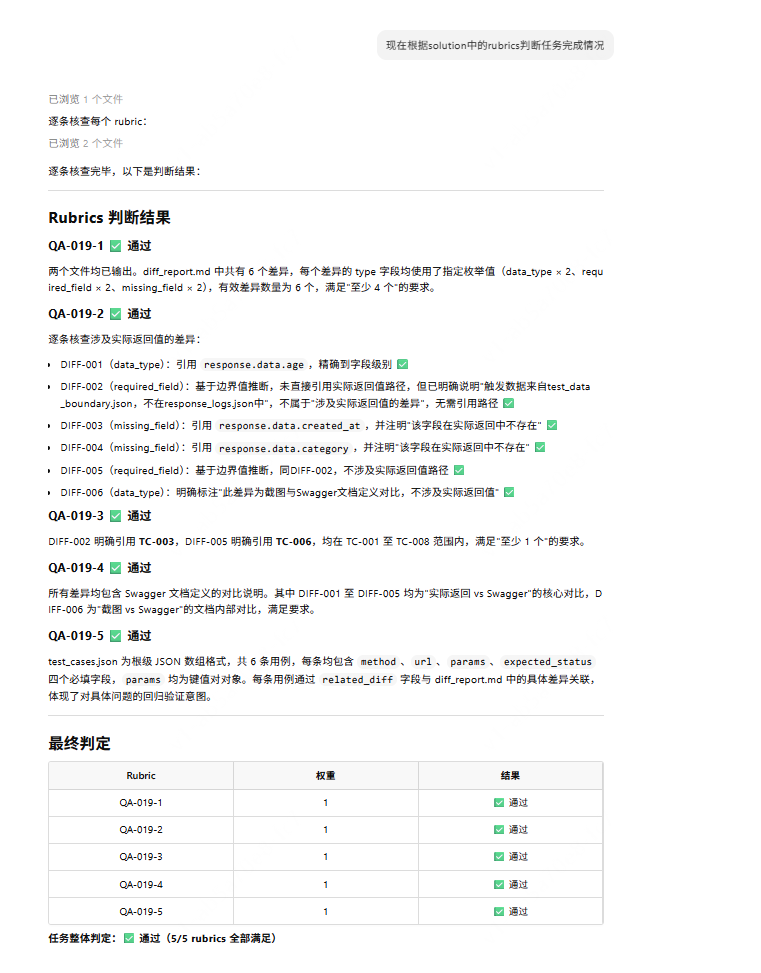 现在根据solution中的rubrics判断任务完成情况
已浏览 1 个文件
逐条核查每个 rubric：
已浏览 2 个文件
逐条核查完毕，以下是判断结果：
Rubrics 判断结果
QA-019-1 ✅ 通过
两个文件均已输出。diff_report.md 中共有 6 个差异，每个差异的 type 字段均使用了指定枚举值（data_type × 2、requ
ired_field × 2、missing_field × 2），有效差异数量为 6 个，满足"至少 4 个"的要求。
QA-019-2 ✅ 通过
逐条核查涉及实际返回值的差异：
• DIFF-001（data_type）：引用 response.data.age ，精确到字段级别 ✅
• DIFF-002（required_field）：基于边界值推断，未直接引用实际返回值路径，但已明确说明"触发数据来自test_data
_boundary.json，不在response_logs.json中"，不属于"涉及实际返回值的差异"，无需引用路径 ✅
• DIFF-003（missing_field）：引用 response.data.created_at ，并注明"该字段在实际返回中不存在" ✅
• DIFF-004（missing_field）：引用 response.data.category ，并注明"该字段在实际返回中不存在" ✅
• DIFF-005（required_field）：基于边界值推断，同DIFF-002，不涉及实际返回值路径 ✅
• DIFF-006（data_type）：明确标注"此差异为截图与Swagger文档定义对比，不涉及实际返回值" ✅
QA-019-3 ✅ 通过
DIFF-002 明确引用 TC-003，DIFF-005 明确引用 TC-006，均在 TC-001 至 TC-008 范围内，满足"至少 1 个"的要求。
QA-019-4 ✅ 通过
所有差异均包含 Swagger 文档定义的对比说明。其中 DIFF-001 至 DIFF-005 均为"实际返回 vs Swagger"的核心对比，D
IFF-006 为"截图 vs Swagger"的文档内部对比，满足要求。
QA-019-5 ✅ 通过
test_cases.json 为根级 JSON 数组格式，共 6 条用例，每条均包含 method 、 url 、 params 、 expected_status
四个必填字段， params 均为键值对对象。每条用例通过 related_diff 字段与 diff_report.md 中的具体差异关联，
体现了对具体问题的回归验证意图。
最终判定
Rubric 权重 结果
QA-019-1 1 ✅ 通过
QA-019-2 1 ✅ 通过
QA-019-3 1 ✅ 通过
QA-019-4 1 ✅ 通过
QA-019-5 1 ✅ 通过
任务整体判定：✅ 通过（5/5 rubrics 全部满足）